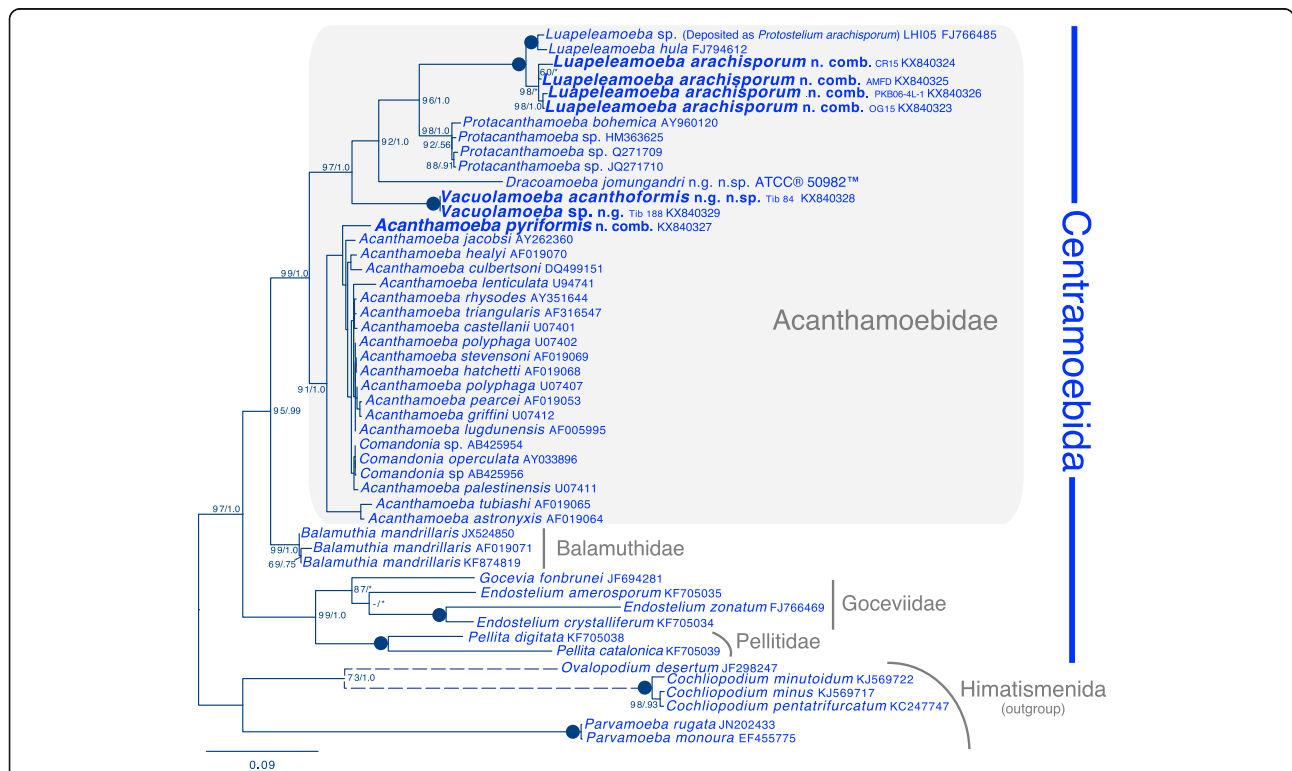 Luapeleamoeba sp. (Deposited as Protostelium arachisporum) LHI05 FJ766485
Luapeleamoeba hula FJ794612
Luapeleamoeba arachisporum n. comb. CR15 KX840324
60/*
Luapeleamoeba arachisporum n. comb. AMFD KX840325
98/*
Luapeleamoeba arachisporum .n. comb. PKB06-4L-1 KX840326
98/1.0
Luapeleamoeba arachisporum n. comb. OG15 KX840323
96/1.0
Protacanthamoeba bohemica AY960120
98/1.0
Protacanthamoeba sp. HM363625
92/.56
Protacanthamoeba sp. Q271709
88/.91
Protacanthamoeba sp. JQ271710
92/1.0
97/1.0
Dracoamoeba jomungandri n.g. n.sp. ATCC® 50982™
Vacuolamoeba acanthoformis n.g. n.sp. Tib 84 KX840328
Vacuolamoeba sp. n.g. Tib 188 KX840329
Acanthamoeba pyriformis n. comb. KX840327
Acanthamoeba jacobsi AY262360
Acanthamoeba healyi AF019070
Acanthamoeba culbertsoni DQ499151
99/1.0
Acanthamoeba lenticulata U94741
Acanthamoeba rhysodes AY351644
Acanthamoeba triangularis AF316547
Acanthamoeba castellanii U07401
Acanthamoeba polyphaga U07402
Acanthamoeba stevensoni AF019069
Acanthamoeba hatchetti AF019068
Acanthamoeba polyphaga U07407
91/1.0
Acanthamoeba pearcei AF019053
Acanthamoeba griffini U07412
Acanthamoeba lugdunensis AF005995
Comandonia sp. AB425954
Comandonia operculata AY033896
Comandonia sp AB425956
Acanthamoeba palestinensis U07411
Acanthamoeba tubiashi AF019065
Acanthamoeba astronyxis AF019064
Acanthamoebidae
Centramoebida
95/.99
97/1.0
Balamuthia mandrillaris JX524850
99/1.0
Balamuthia mandrillaris AF019071
69/.75
Balamuthia mandrillaris KF874819
Balamuthidae
Gocevia fonbrunei JF694281
87/*
Endostelium amerosporum KF705035
-/*
Endostelium zonatum FJ766469
Endostelium crystalliferum KF705034
Goceviidae
99/1.0
Pellita digitata KF705038
Pellita catalonica KF705039
Pellitidae
Ovalopodium desertum JF298247
73/1.0
Cochliopodium minutoidum KJ569722
Cochliopodium minus KJ569717
98/.93
Cochliopodium pentatrifurcatum KC247747
Himatismenida
(outgroup)
Parvamoeba rugata JN202433
Parvamoeba monoura EF455775
0.09